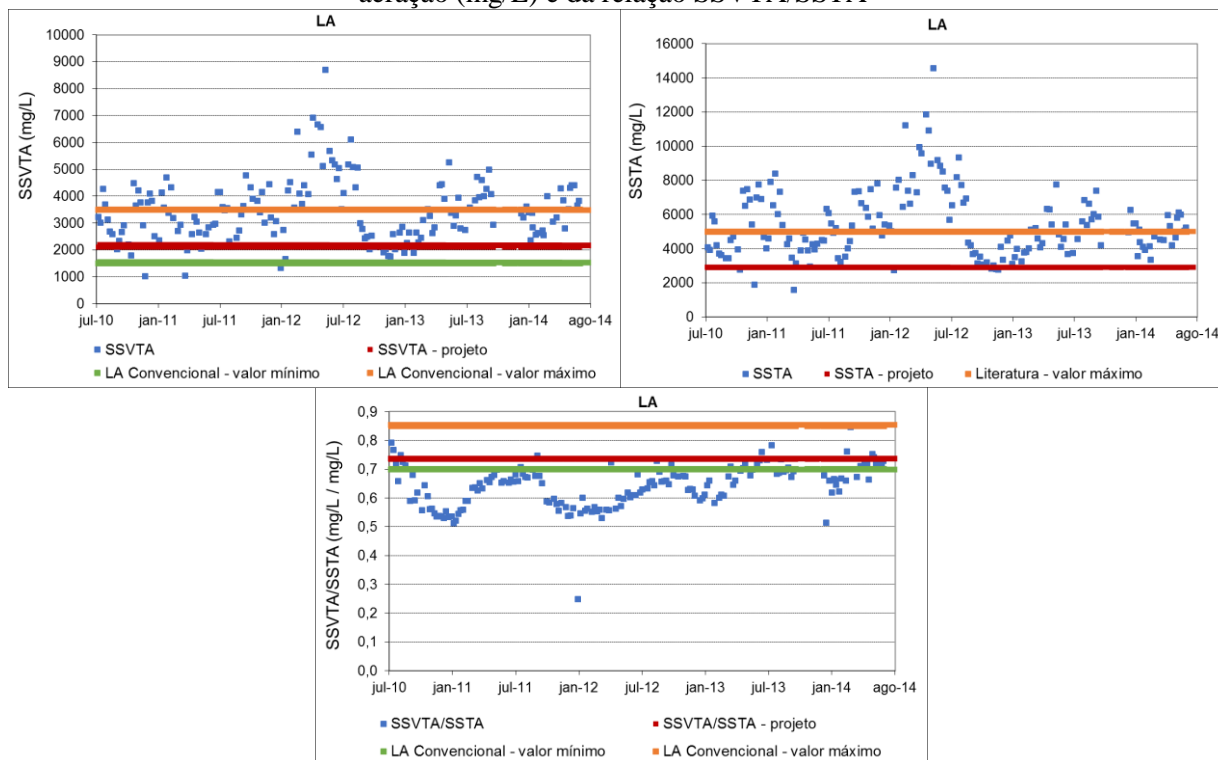 aeração (mg/L) e da relação SSVTA/SSTA
LA
SSVTA (mg/L)
10000
9000
8000
7000
6000
5000
4000
3000
2000
1000
0
jul-10 jan-11 jul-11 jan-12 jul-12 jan-13 jul-13 jan-14 ago-14
SSVTA SSVTA - projeto
LA Convencional - valor mínimo LA Convencional - valor máximo
LA
SSTA (mg/L)
16000
14000
12000
10000
8000
6000
4000
2000
0
jul-10 jan-11 jul-11 jan-12 jul-12 jan-13 jul-13 jan-14 ago-14
SSTA SSTA - projeto Literatura - valor máximo
LA
SSVTA/SSTA (mg/L / mg/L)
0,9
0,8
0,7
0,6
0,5
0,4
0,3
0,2
0,1
0,0
jul-10 jan-11 jul-11 jan-12 jul-12 jan-13 jul-13 jan-14 ago-14
SSVTA/SSTA SSVTA/SSTA - projeto
LA Convencional - valor mínimo LA Convencional - valor máximo